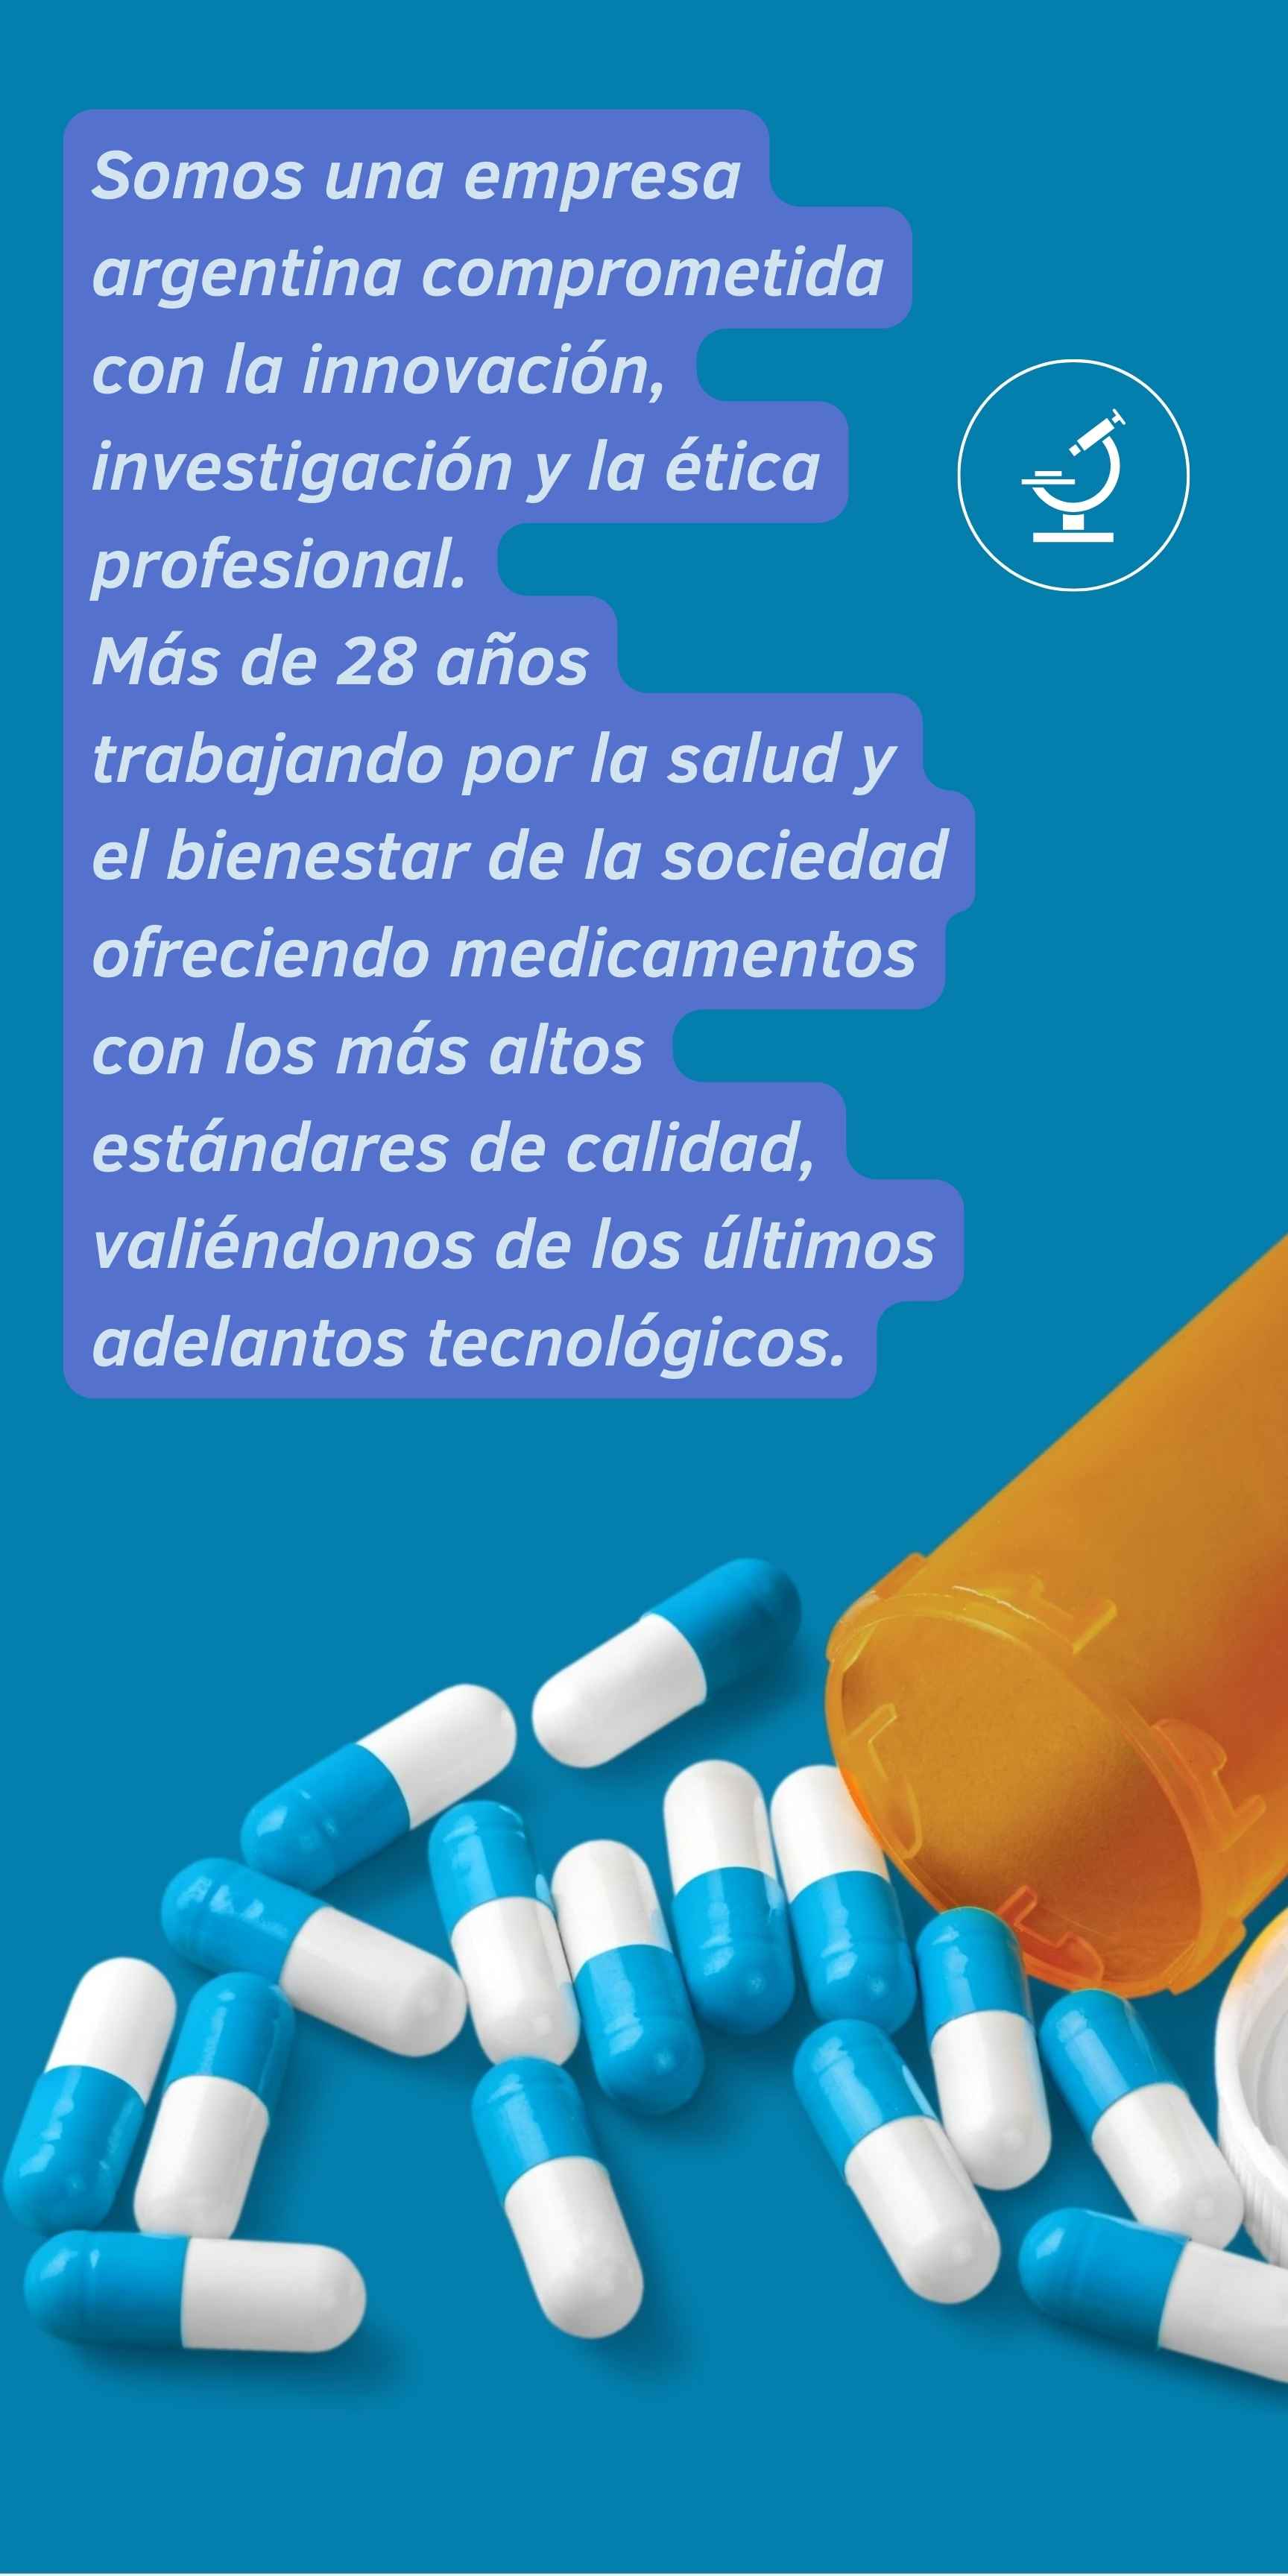 Somos una empresa
argentina comprometida
con la innovación,
investigación y la ética
profesional.
Más de 28 años
trabajando por la salud y
el bienestar de la sociedad
ofreciendo medicamentos
con los más altos
estándares de calidad,
valiéndonos de los últimos
adelantos tecnológicos.